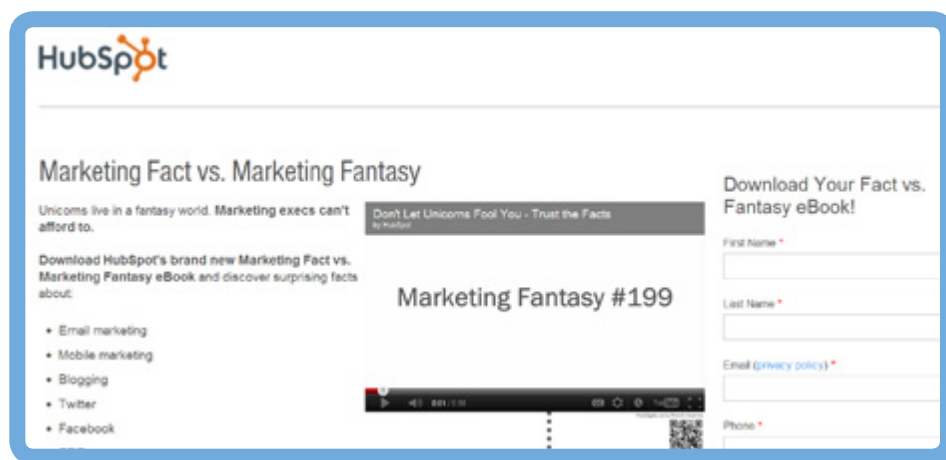 HubSpot
Marketing Fact vs. Marketing Fantasy
Unicorns live in a fantasy world. Marketing execs can't
afford to.
Download HubSpot's brand new Marketing Fact vs.
Marketing Fantasy eBook and discover surprising facts
about:
• Email marketing
• Mobile marketing
• Blogging
• Twitter
• Facebook
Don't Let Unicorns Fool You - Trust the Facts
by HubSpot
Marketing Fantasy #199
Download Your Fact vs.
Fantasy eBook!
First Name *
Last Name *
Email (privacy policy) *
Phone *